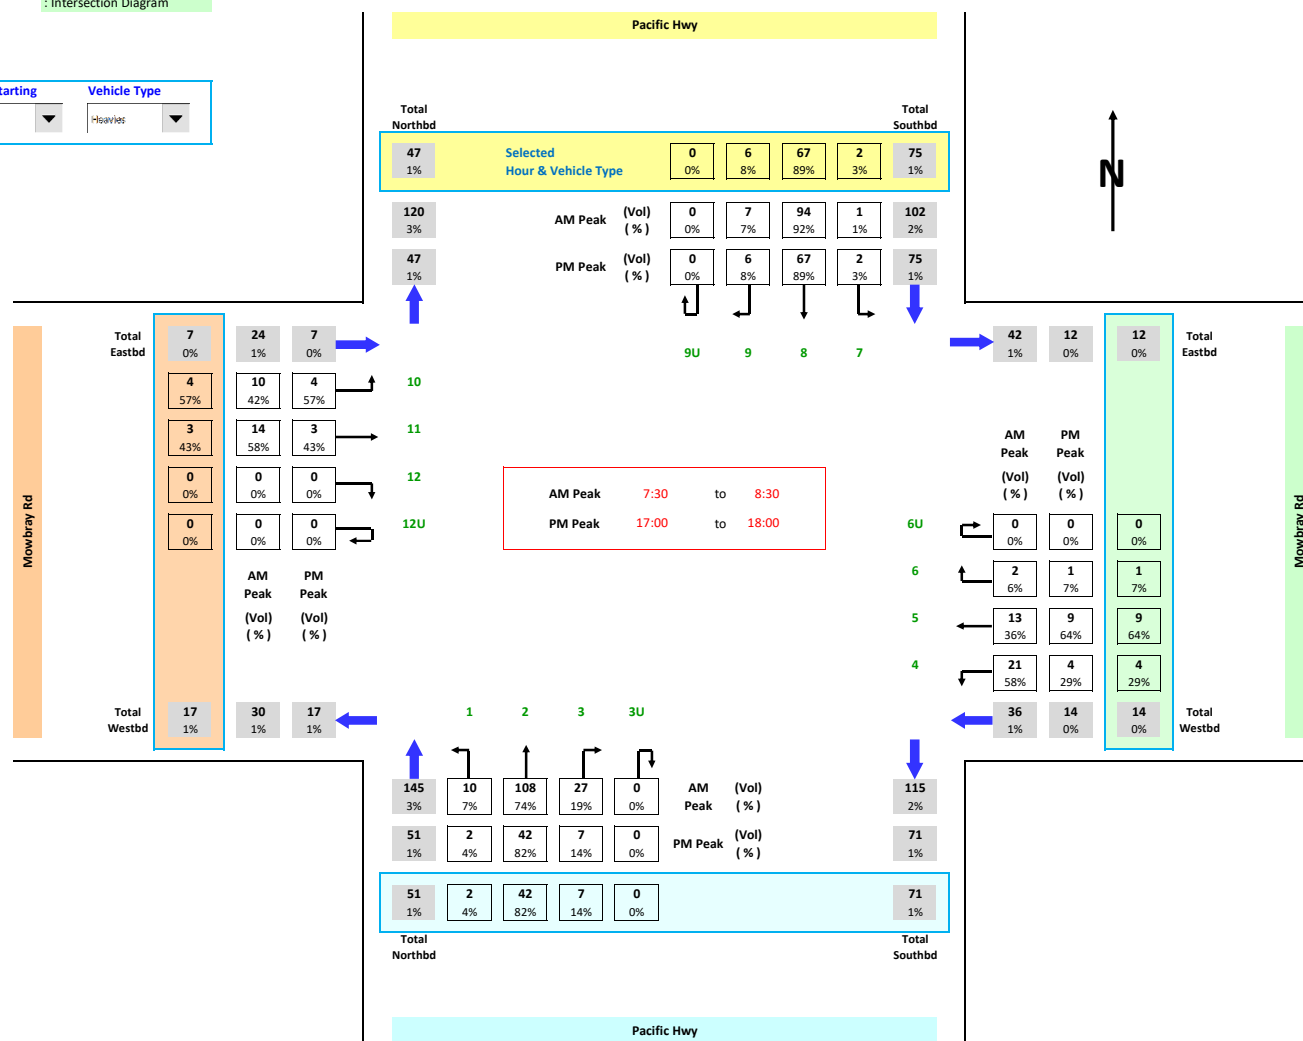 : Intersection Diagram
Pacific Hwy
tarting Vehicle Type
Heavies
Total Northbd
Total Southbd
47 Selected 0 6 67 2 75
1% Hour & Vehicle Type 0% 8% 89% 3% 1%
120 AM Peak (Vol) 0 7 94 1 102
3% ( % ) 0% 7% 92% 1% 2%
47 PM Peak (Vol) 0 6 67 2 75
1% ( % ) 0% 8% 89% 3% 1%
N
9U 9 8 7
Total Eastbd
7 24 7
0% 1% 0%
42 12 12
1% 0% 0%
Total Eastbd
4 10 4 10
57% 42% 57%
3 14 3 11
43% 58% 43%
0 0 0 12
0% 0% 0%
0 0 0 12U
0% 0% 0%
AM Peak PM Peak
(Vol) (Vol)
( % ) ( % )
Mowbray Rd
AM Peak 7:30 to 8:30
PM Peak 17:00 to 18:00
AM Peak PM Peak
(Vol) (Vol)
( % ) ( % )
6U 0 0 0
0% 0% 0%
6 2 1 1
6% 7% 7%
5 13 9 9
36% 64% 64%
4 21 4 4
58% 29% 29%
Mowbray Rd
Total Westbd
17 30 17
1% 1% 1%
36 14 14
1% 0% 0%
Total Westbd
1 2 3 3U
145 10 108 27 0 AM (Vol) 115
3% 7% 74% 19% 0% Peak ( % ) 2%
51 2 42 7 0 PM Peak (Vol) 71
1% 4% 82% 14% 0% ( % ) 1%
51 2 42 7 0 71
1% 4% 82% 14% 0% 1%
Total Northbd
Total Southbd
Pacific Hwy